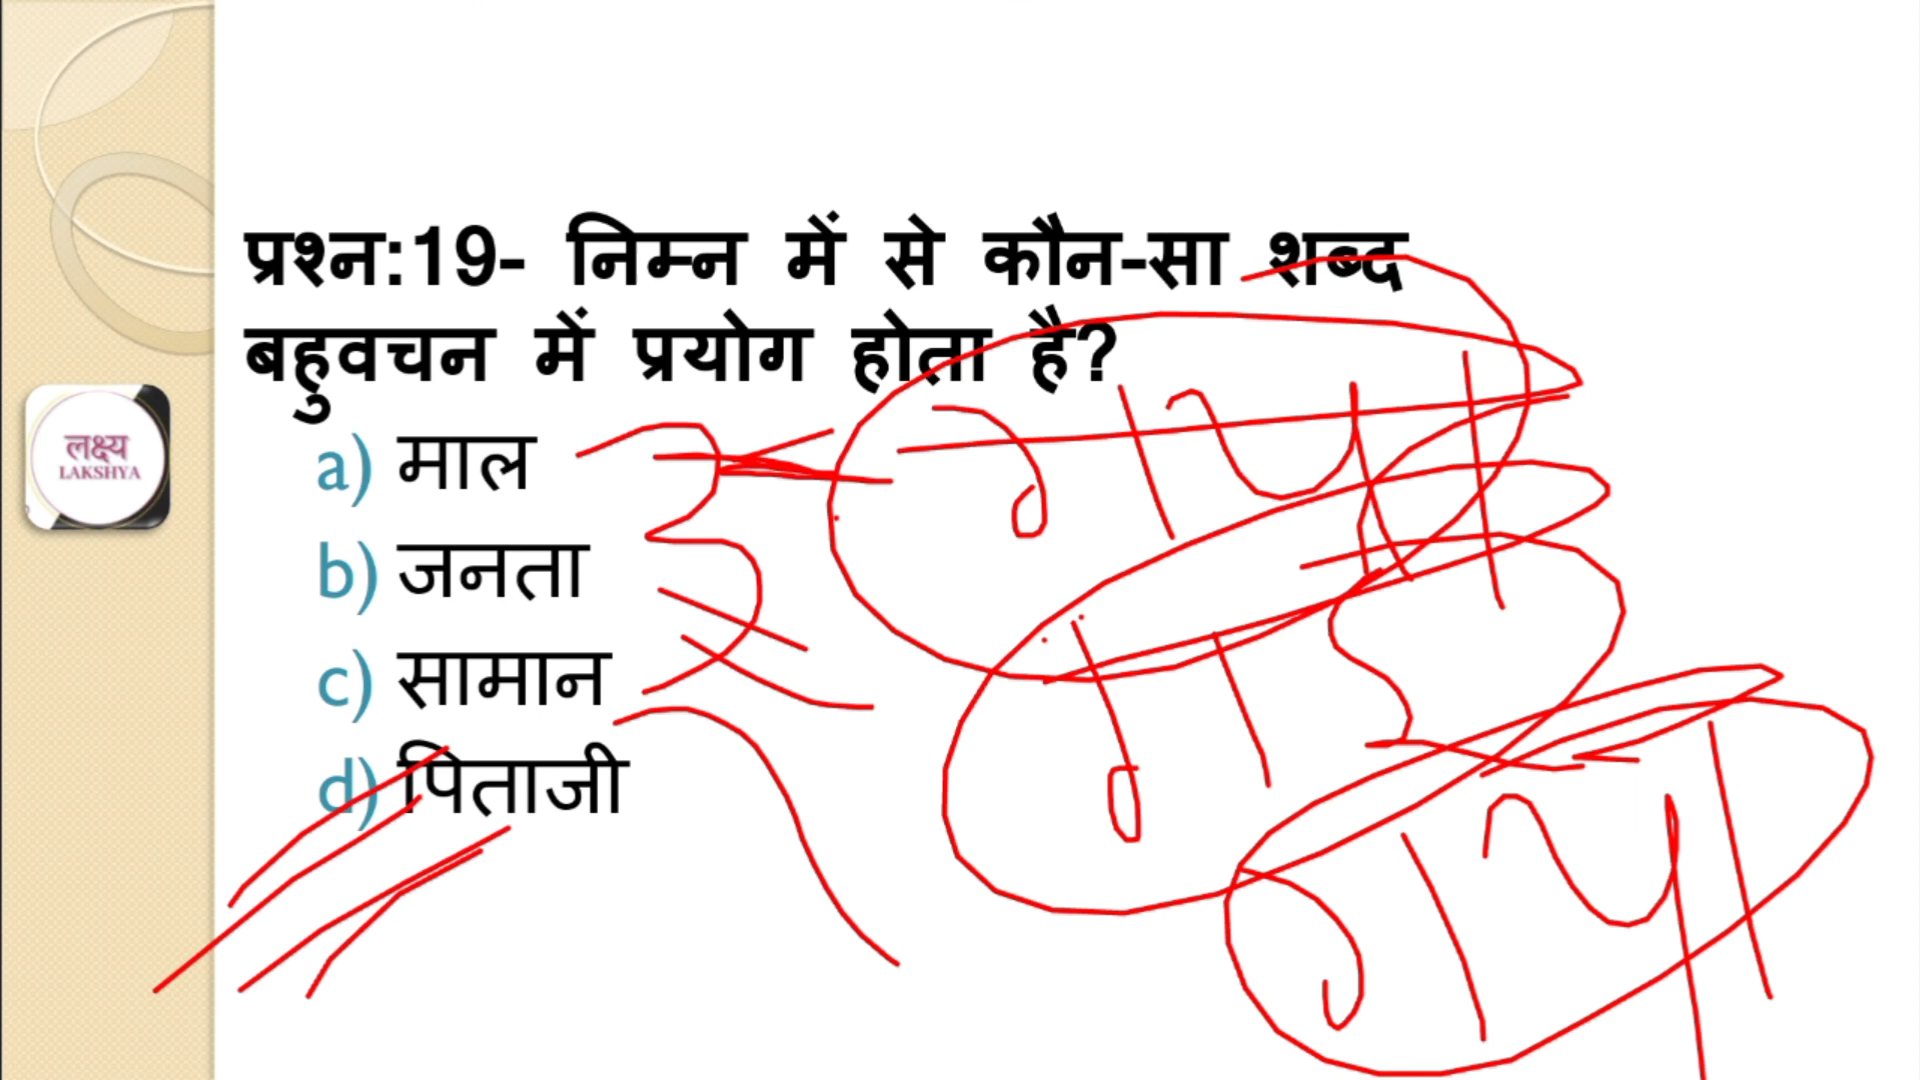 प्रश्न:19- निम्न में से कौन-सा शब्द
बहुवचन में प्रयोग होता है?
a) माल
b) जनता
c) सामान
d) पिताजी
लक्ष्य
LAKSHYA